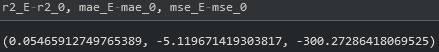 r2_E-r2_0, mae_E-mae_0, mse_E-mse_0
(0.05465912749765389, -5.119671419303817, -300.27286418069525)